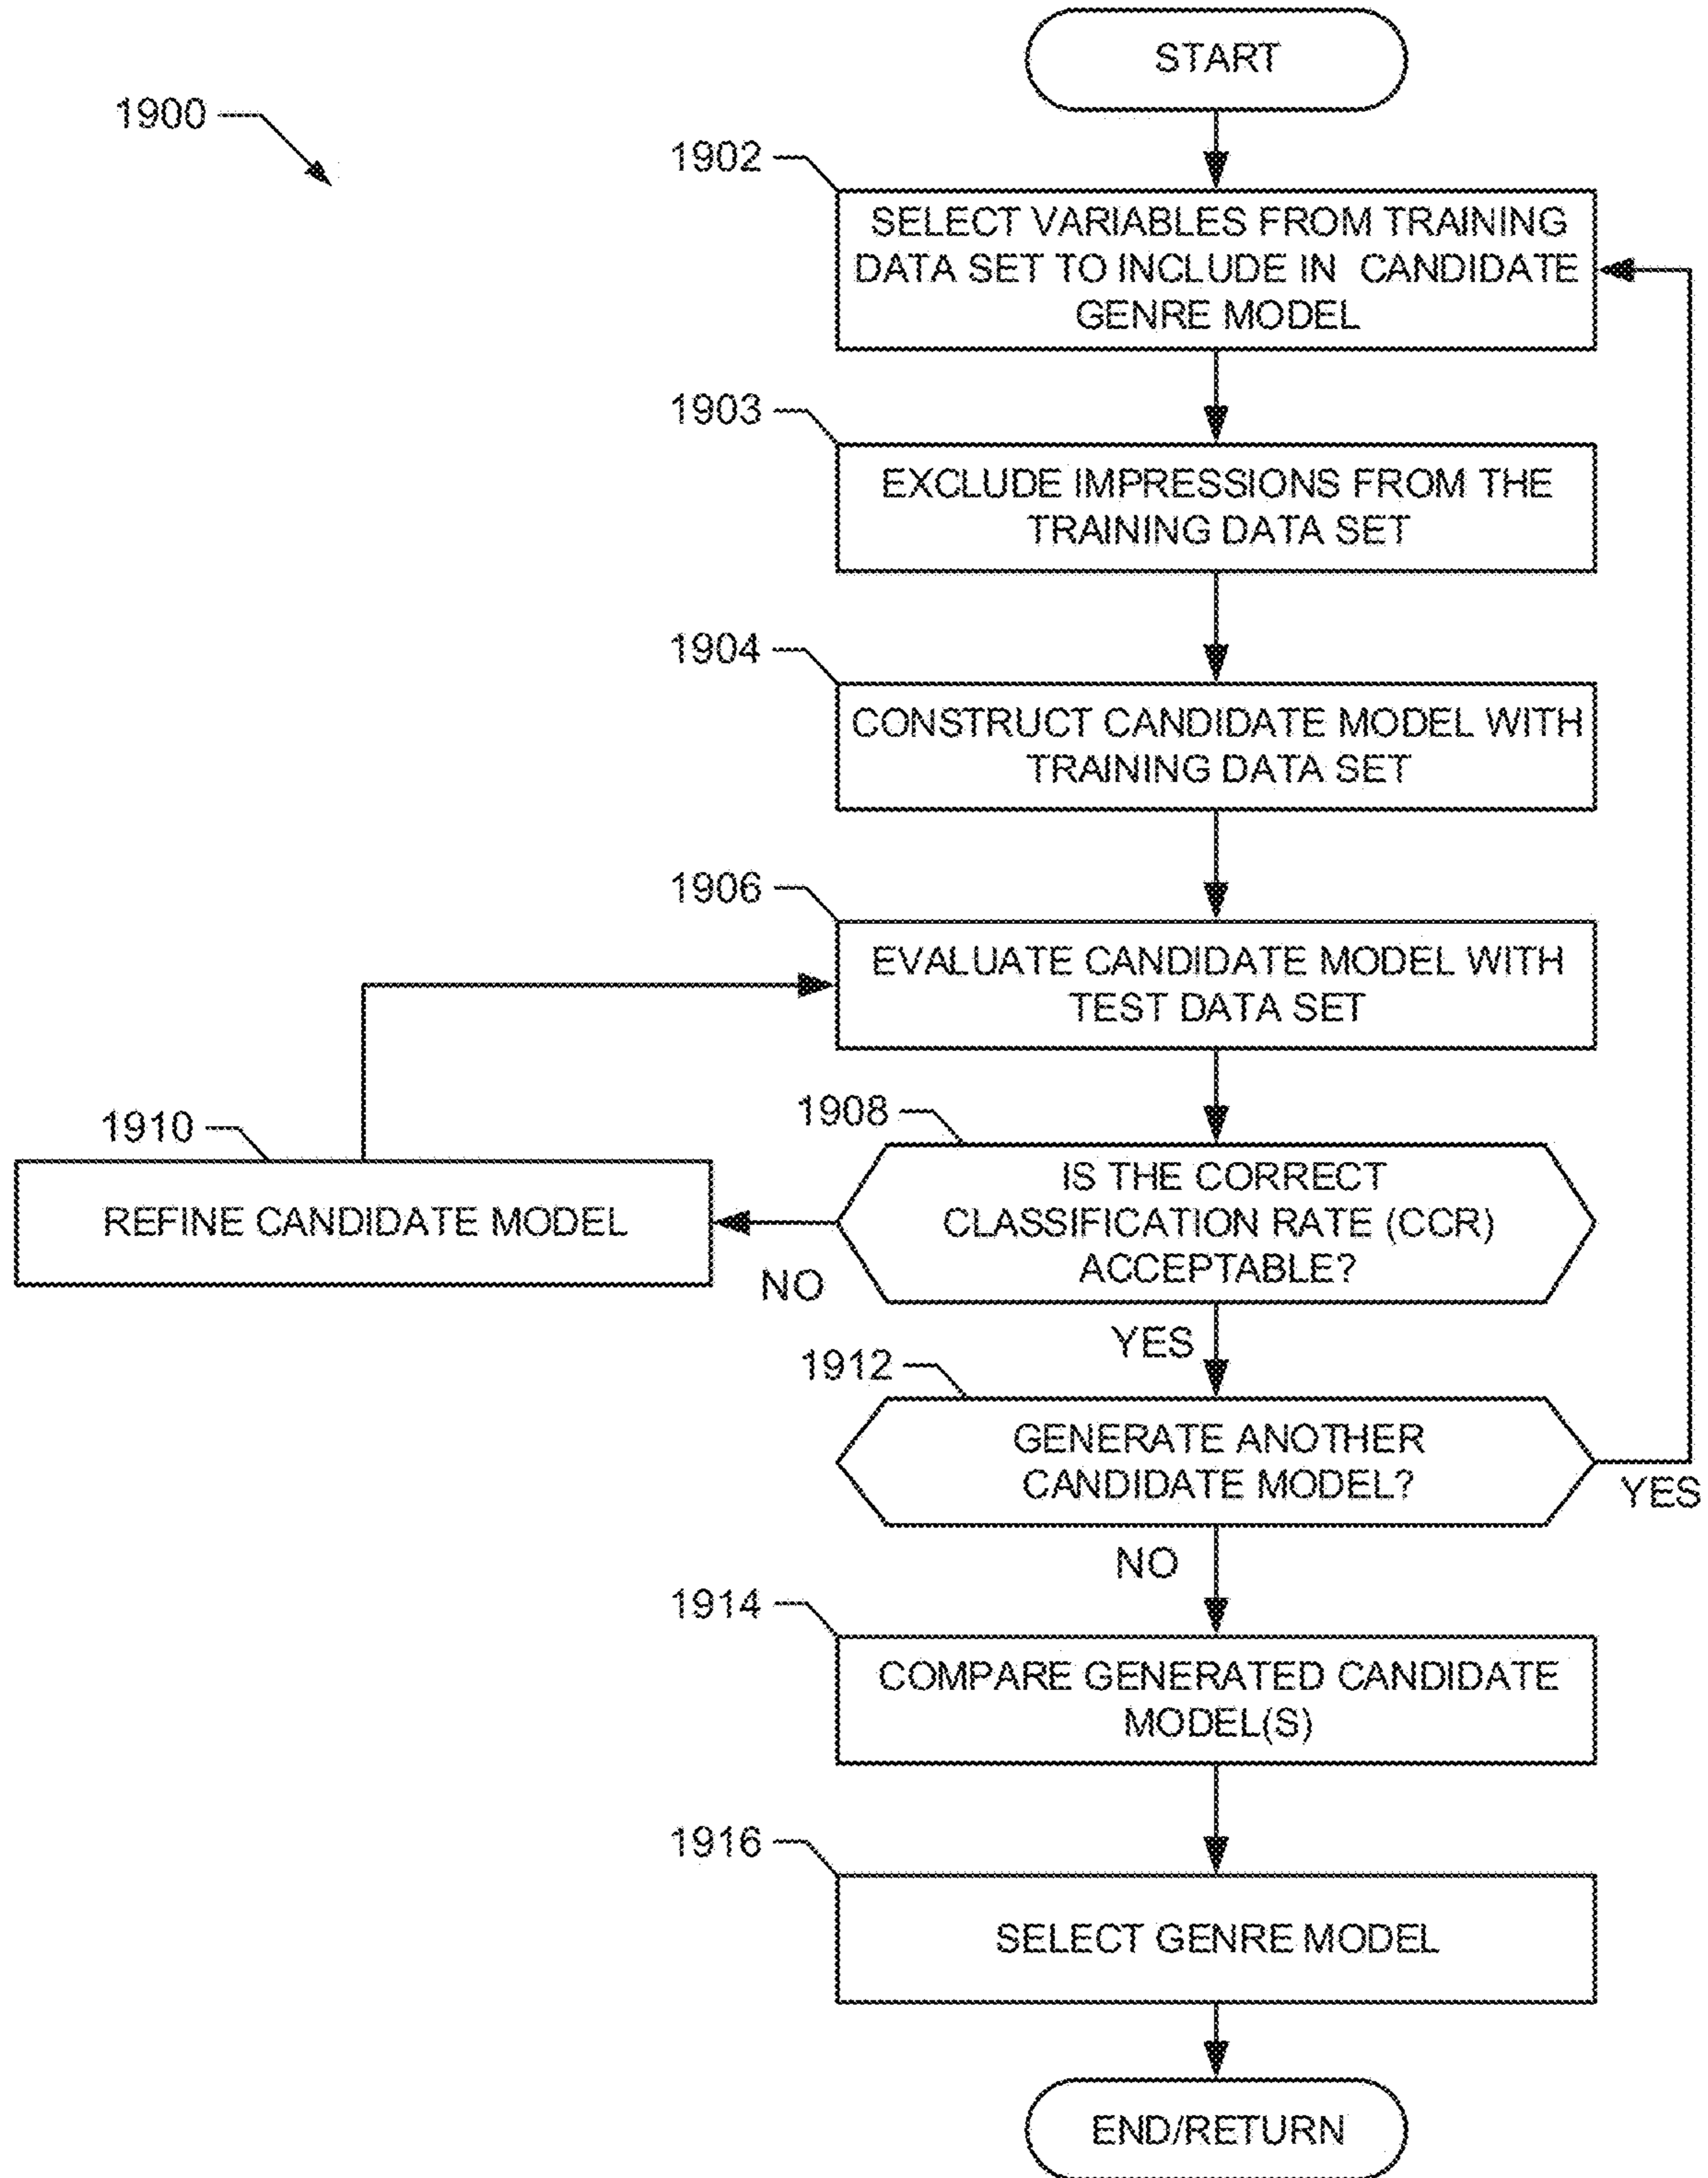 START
1900
1902
SELECT VARIABLES FROM TRAINING
DATA SET TO INCLUDE IN CANDIDATE
GENRE MODEL
1903
EXCLUDE IMPRESSIONS FROM THE
TRAINING DATA SET
1904
CONSTRUCT CANDIDATE MODEL WITH
TRAINING DATA SET
1906
EVALUATE CANDIDATE MODEL WITH
TEST DATA SET
1908
IS THE CORRECT
CLASSIFICATION RATE (CCR)
ACCEPTABLE?
1910
REFINE CANDIDATE MODEL
NO
YES
1912
GENERATE ANOTHER
CANDIDATE MODEL?
YES
NO
1914
COMPARE GENERATED CANDIDATE
MODEL(S)
1916
SELECT GENRE MODEL
END/RETURN